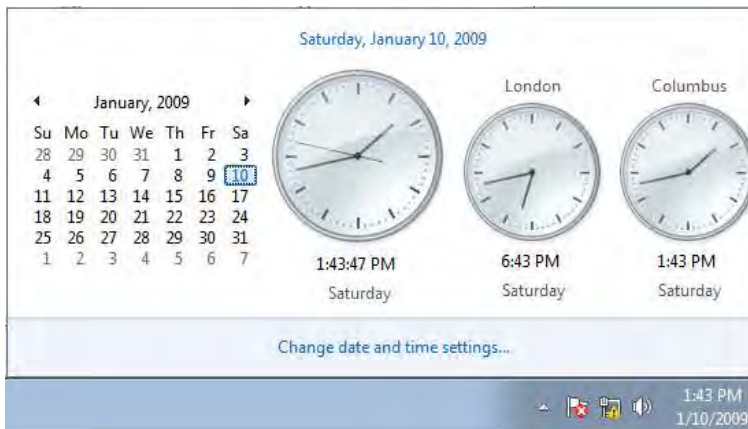 Saturday, January 10, 2009
January, 2009
Su Mo Tu We Th Fr Sa
28 29 30 31 1 2 3
4 5 6 7 8 9 10
11 12 13 14 15 16 17
18 19 20 21 22 23 24
25 26 27 28 29 30 31
1 2 3 4 5 6 7
1:43:47 PM
Saturday
London
6:43 PM
Saturday
Columbus
1:43 PM
Saturday
Change date and time settings...
1:43 PM
1/10/2009